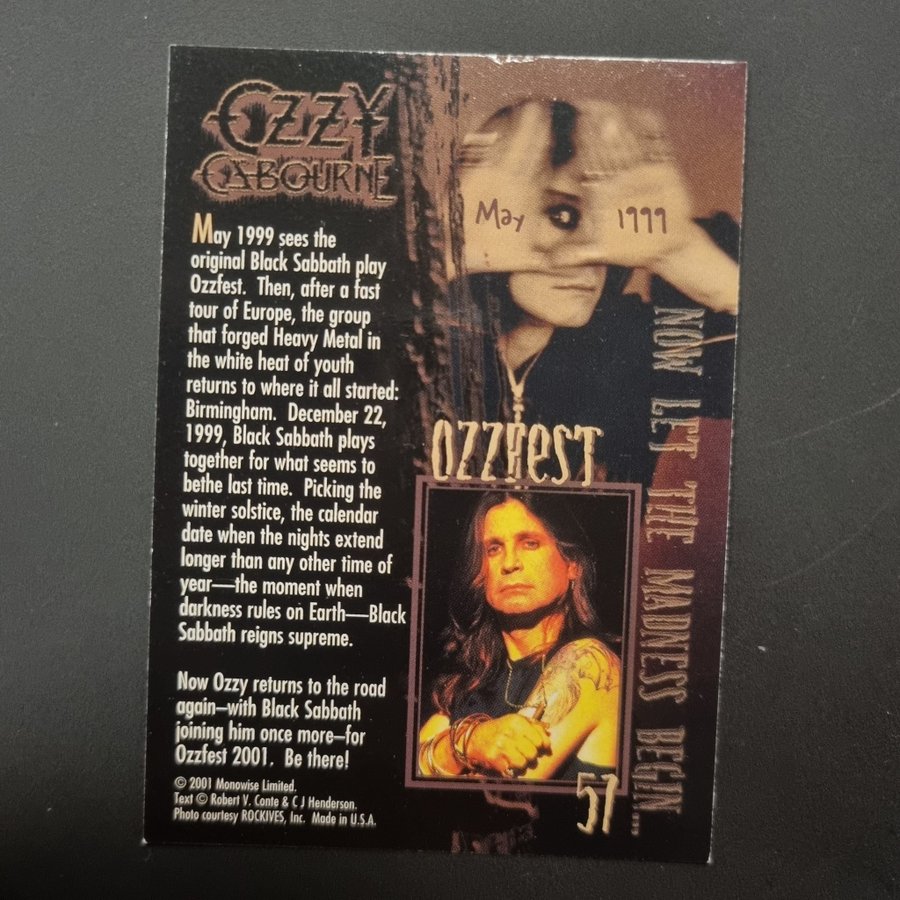 OZZY
OSBOURNE
May 1999 sees the
original Black Sabbath play
Ozzfest. Then, after a fast
tour of Europe, the group
that forged Heavy Metal in
the white heat of youth
returns to where it all started:
Birmingham. December 22,
1999, Black Sabbath plays
together for what seems to
bethe last time. Picking the
winter solstice, the calendar
date when the nights extend
longer than any other time of
year—the moment when
darkness rules on Earth—Black
Sabbath reigns supreme.
Now Ozzy returns to the road
again—with Black Sabbath
joining him once more—for
Ozzfest 2001. Be there!
© 2001 Monowise Limited.
Text © Robert V. Conte & C J Henderson.
Photo courtesy ROCKIVES, Inc. Made in U.S.A.
May 1999
OZZFEST
NOW LET THE MADNESS BEGIN...
57